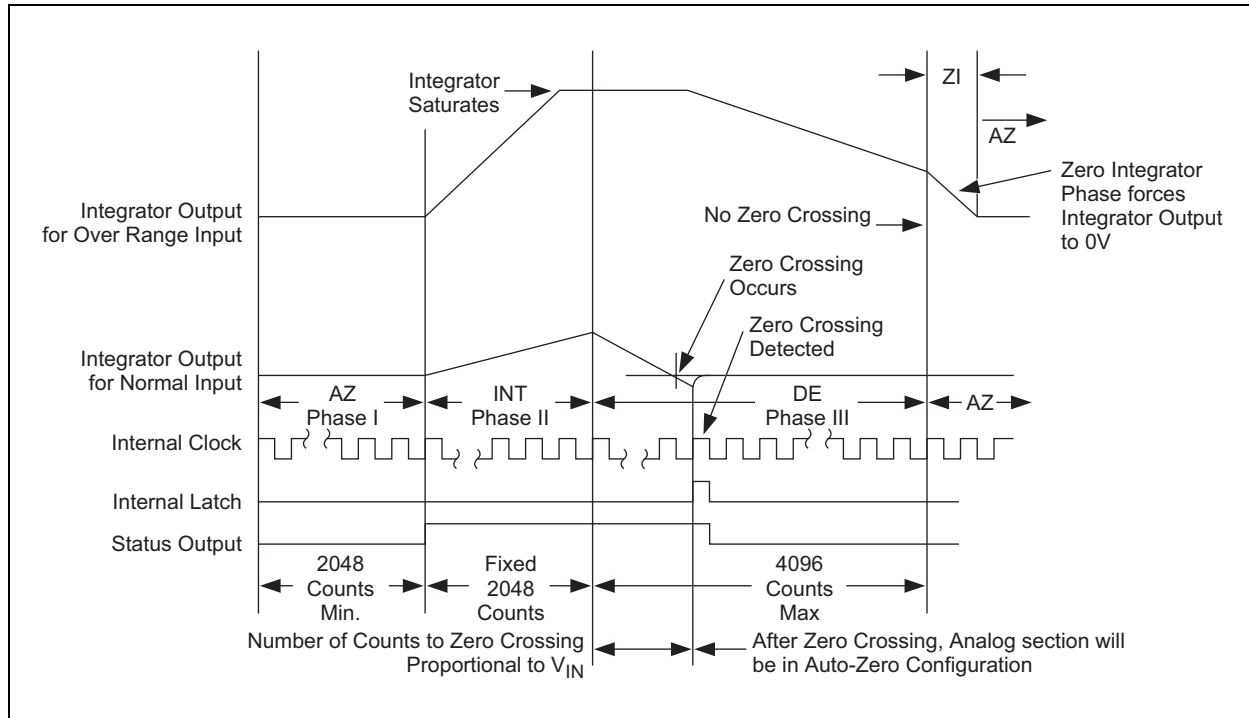 Integrator
Saturates
ZI
AZ
Zero Integrator
Phase forces
Integrator Output
to 0V
Integrator Output
for Over Range Input
No Zero Crossing
Zero Crossing
Occurs
Zero Crossing
Detected
Integrator Output
for Normal Input
AZ
Phase I
INT
Phase II
DE
Phase III
AZ
Internal Clock
Internal Latch
Status Output
2048
Counts
Min.
Fixed
2048
Counts
4096
Counts
Max
Number of Counts to Zero Crossing
Proportional to VIN
After Zero Crossing, Analog section will
be in Auto-Zero Configuration